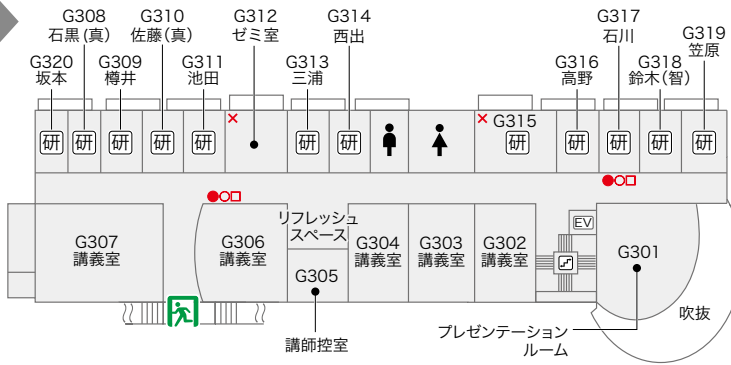 G308
石黒(真)
G310
佐藤(真)
G312
ゼミ室
G314
西出
G317
石川
G319
笠原
G320
坂本
G309
樽井
G311
池田
G313
三浦
G316
高野
G318
鈴木(智)
研
研
研
研
研
研
研
G315
研
研
研
研
研
リフレッシュ
スペース
G307
講義室
G306
講義室
G305
G304
講義室
G303
講義室
G302
講義室
EV
G301
講師控室
プレゼンテーション
ルーム
吹抜